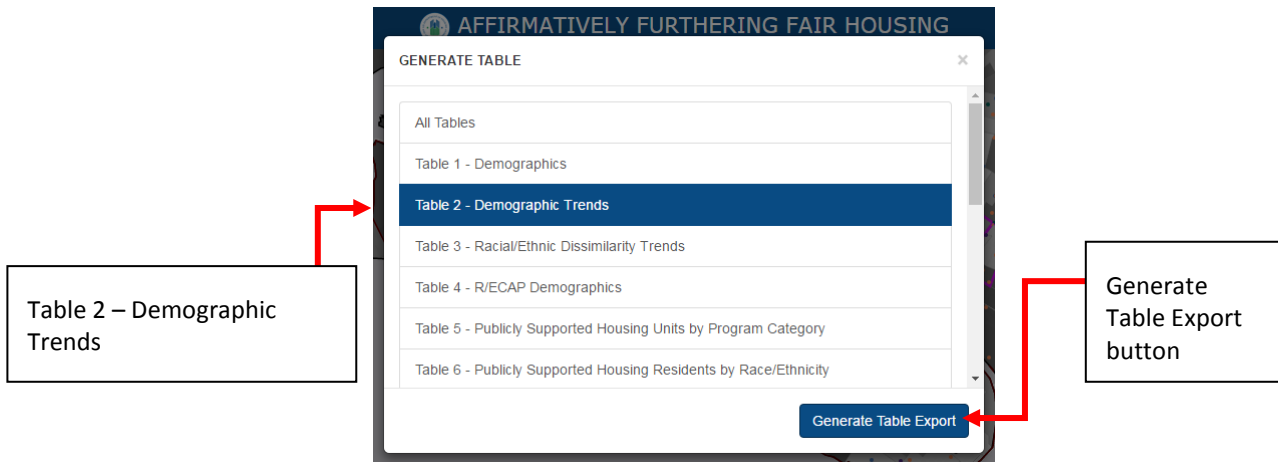 AFFIRMATIVELY FURTHERING FAIR HOUSING
GENERATE TABLE ×
All Tables
Table 1 - Demographics
Table 2 - Demographic Trends
Table 3 - Racial/Ethnic Dissimilarity Trends
Table 4 - R/ECAP Demographics
Table 5 - Publicly Supported Housing Units by Program Category
Table 6 - Publicly Supported Housing Residents by Race/Ethnicity
Generate Table Export
Table 2 – Demographic
Trends
Generate
Table Export
button